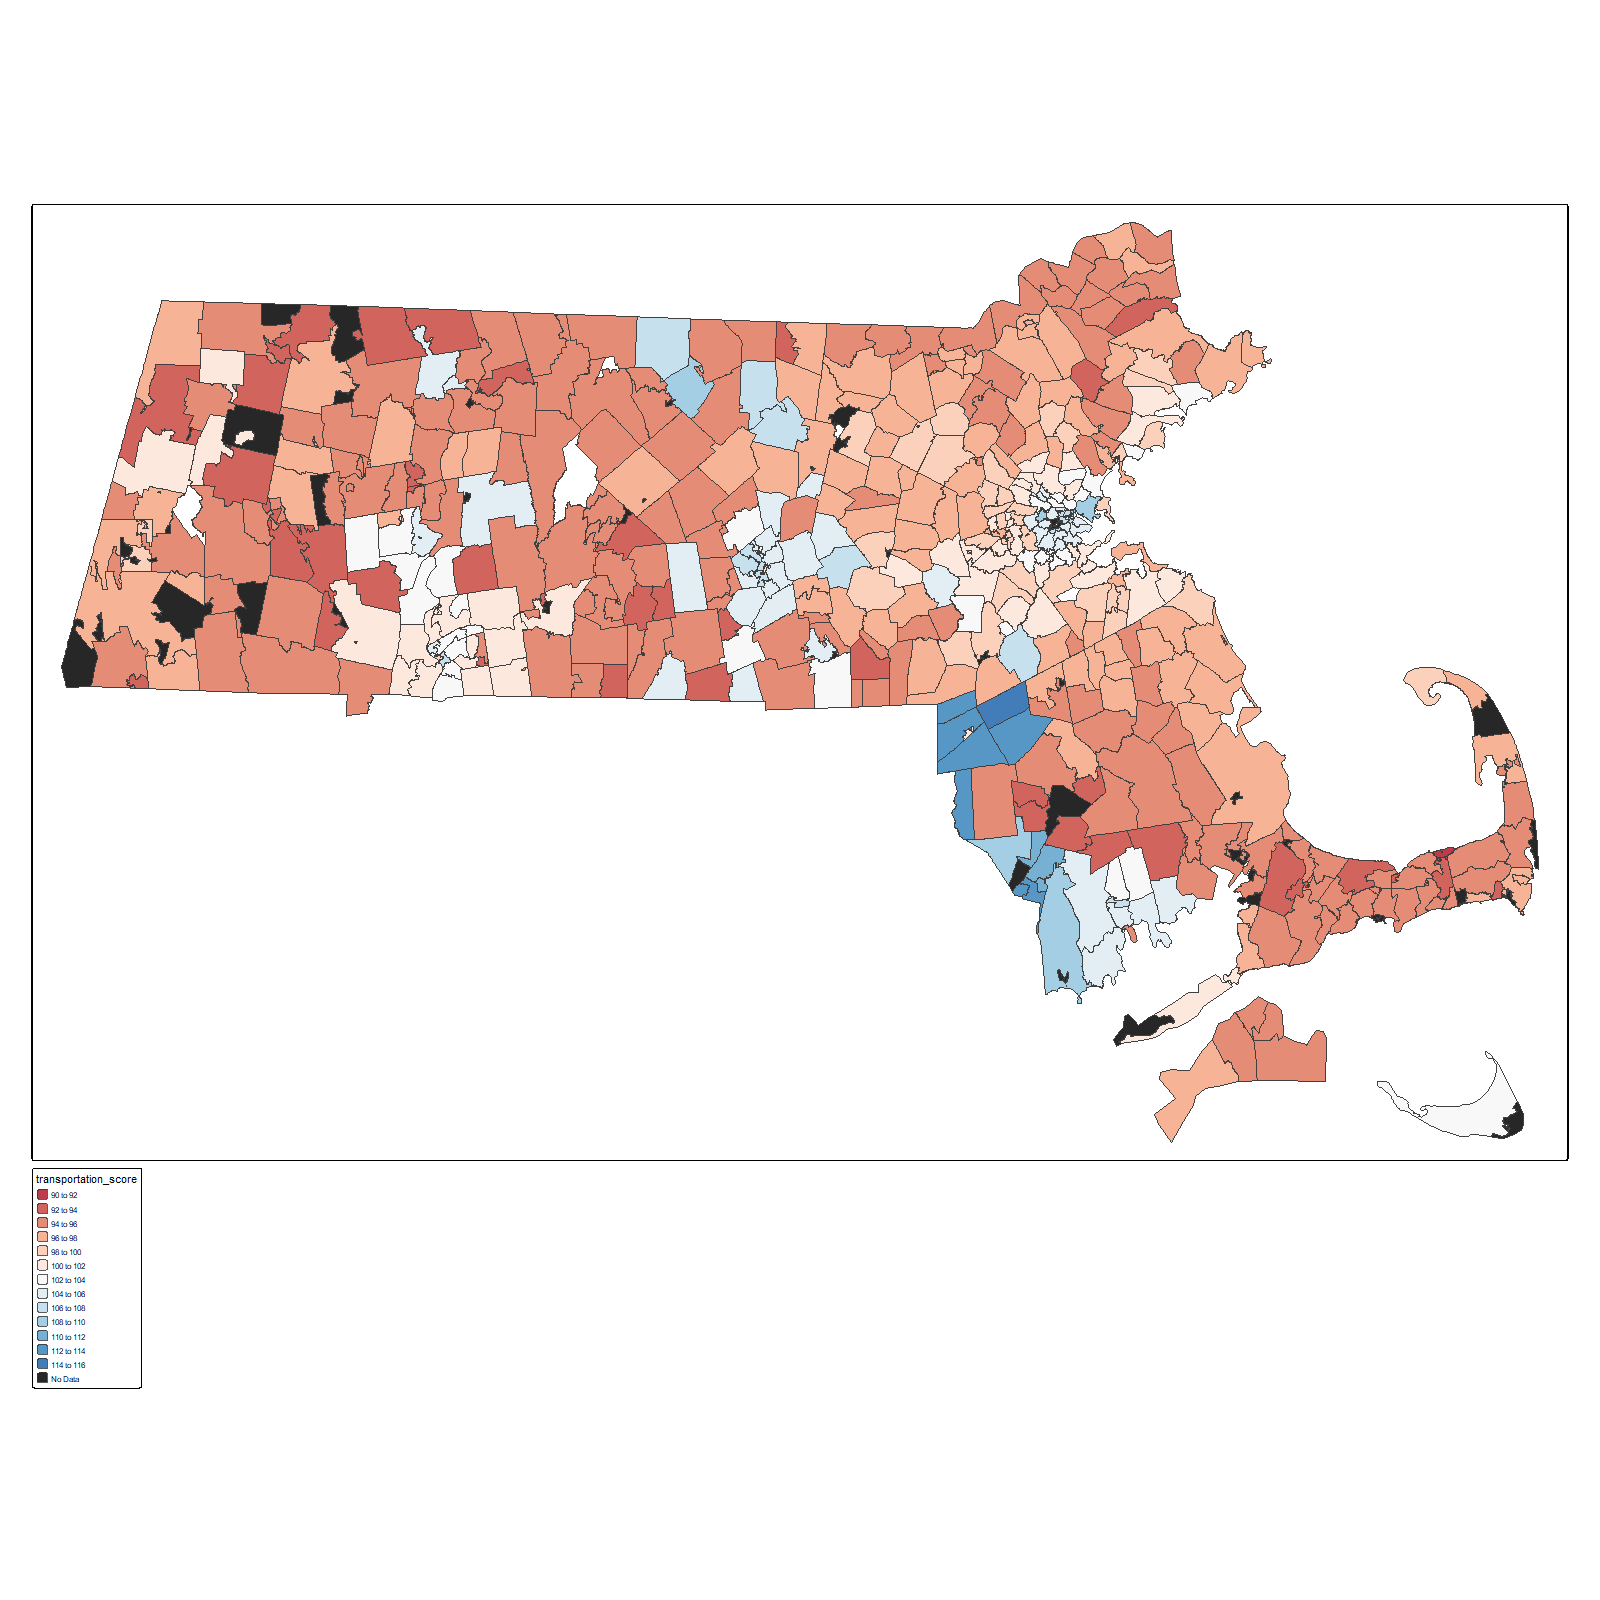 transportation_score
90 to 92
92 to 94
94 to 96
96 to 98
98 to 100
100 to 102
102 to 104
104 to 106
106 to 108
108 to 110
110 to 112
112 to 114
114 to 116
No Data